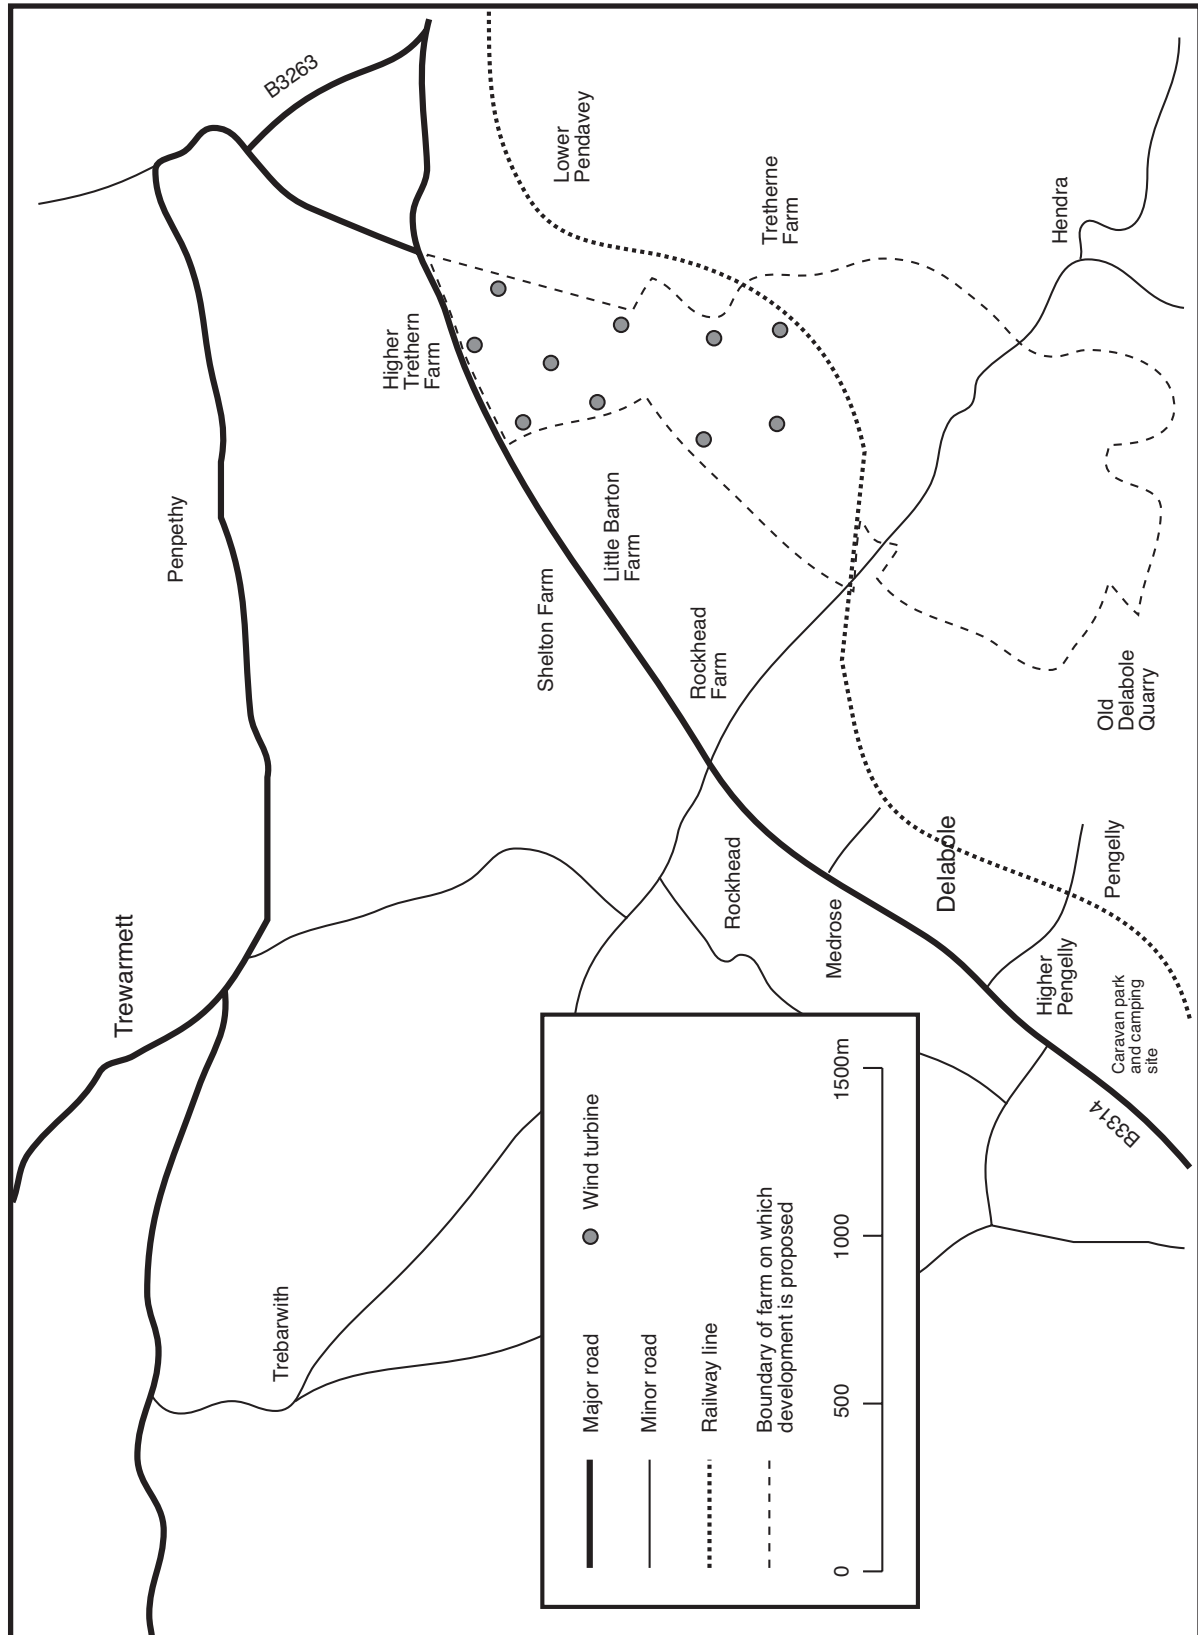 Trebarwith
Trewarmett
Penpethy
B3263
Higher
Trethern
Farm
Shelton Farm
Little Barton
Farm
Lower
Pendavey
Rockhead
Farm
Tretherne
Farm
Rockhead
Medrose
Delabole
Hendra
Higher
Pengelly
Pengelly
Old
Delabole
Quarry
Caravan park
and camping
site
B3314
Major road
Wind turbine
Minor road
Railway line
Boundary of farm on which
development is proposed
0 500 1000 1500m